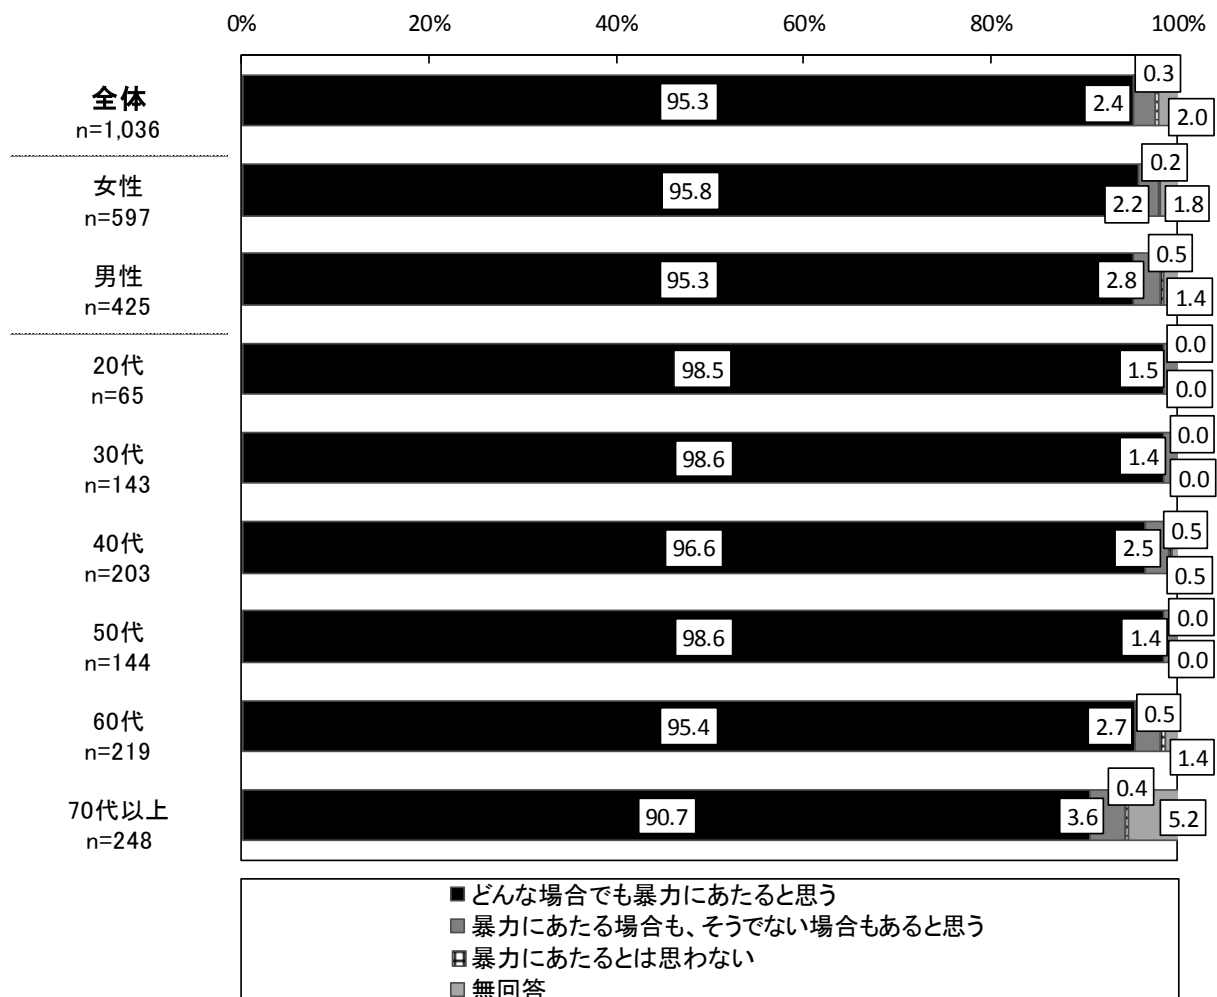 0% 20% 40% 60% 80% 100%
全体
n=1,036
95.3 2.4 0.3 2.0
女性
n=597
95.8 2.2 0.2 1.8
男性
n=425
95.3 2.8 0.5 1.4
20代
n=65
98.5 1.5 0.0 0.0
30代
n=143
98.6 1.4 0.0 0.0
40代
n=203
96.6 2.5 0.5 0.5
50代
n=144
98.6 1.4 0.0 0.0
60代
n=219
95.4 2.7 0.5 1.4
70代以上
n=248
90.7 3.6 0.4 5.2
どんな場合でも暴力にあたると思う
暴力にあたる場合も、そうでない場合もあると思う
暴力にあたるとは思わない
無回答